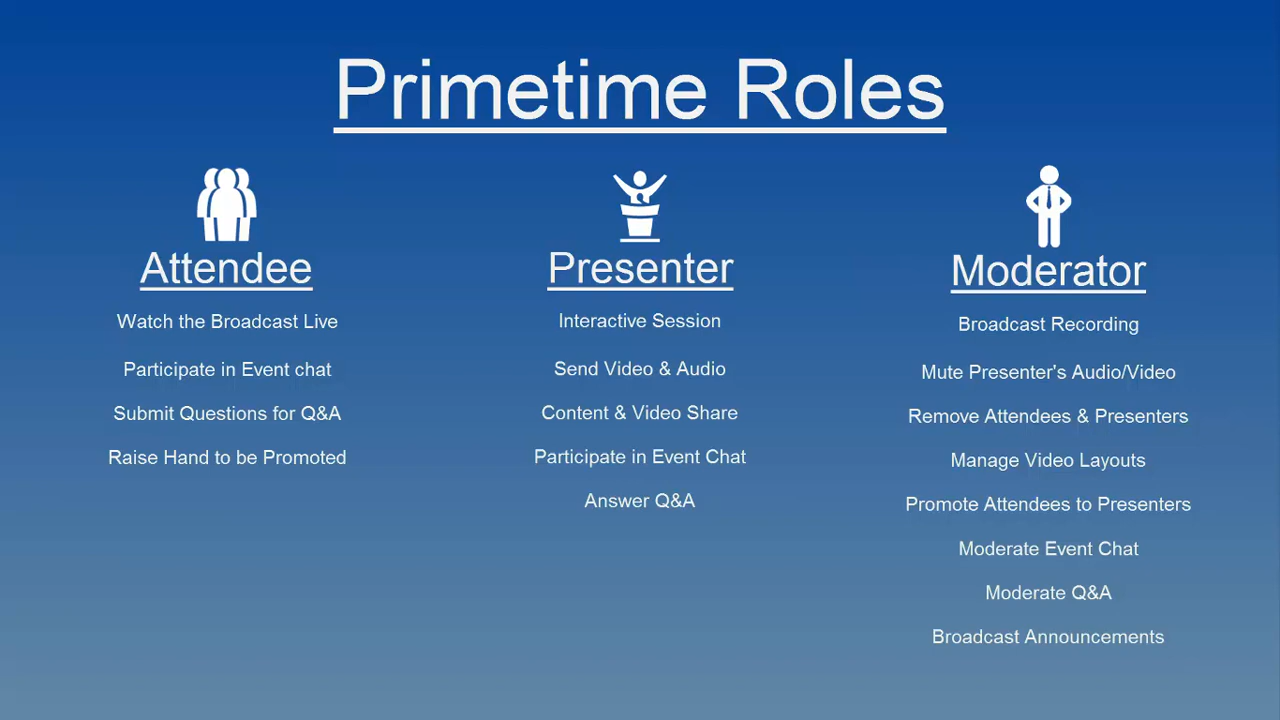 Primetime Roles
Attendee
Watch the Broadcast Live
Participate in Event chat
Submit Questions for Q&A
Raise Hand to be Promoted
Presenter
Interactive Session
Send Video & Audio
Content & Video Share
Participate in Event Chat
Answer Q&A
Moderator
Broadcast Recording
Mute Presenter's Audio/Video
Remove Attendees & Presenters
Manage Video Layouts
Promote Attendees to Presenters
Moderate Event Chat
Moderate Q&A
Broadcast Announcements